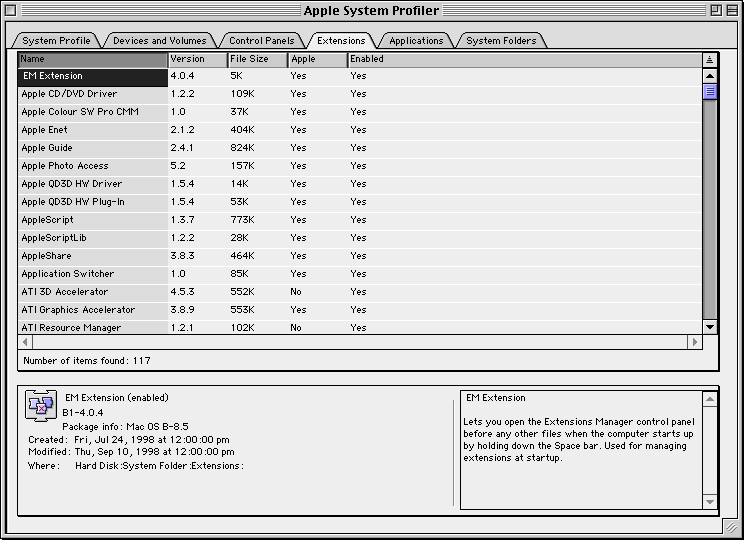 Apple System Profiler
System Profile Devices and Volumes Control Panels Extensions Applications System Folders
Name Version File Size Apple Enabled
EM Extension 4.0.4 5K Yes Yes
Apple CD/DVD Driver 1.2.2 109K Yes Yes
Apple Colour SW Pro CMM 1.0 37K Yes Yes
Apple Enet 2.1.2 404K Yes Yes
Apple Guide 2.4.1 824K Yes Yes
Apple Photo Access 5.2 157K Yes Yes
Apple QD3D HW Driver 1.5.4 14K Yes Yes
Apple QD3D HW Plug-In 1.5.4 53K Yes Yes
AppleScript 1.3.7 773K Yes Yes
AppleScriptLib 1.2.2 28K Yes Yes
AppleShare 3.8.3 464K Yes Yes
Application Switcher 1.0 85K Yes Yes
ATI 3D Accelerator 4.5.3 552K No Yes
ATI Graphics Accelerator 3.8.9 553K Yes Yes
ATI Resource Manager 1.2.1 102K No Yes
Number of items found: 117
EM Extension (enabled)
B1-4.0.4
Package info: Mac OS B-8.5
Created: Fri, Jul 24, 1998 at 12:00:00 pm
Modified: Thu, Sep 10, 1998 at 12:00:00 pm
Where: Hard Disk:System Folder:Extensions:
EM Extension
Lets you open the Extensions Manager control panel
before any other files when the computer starts up
by holding down the Space bar. Used for managing
extensions at startup.